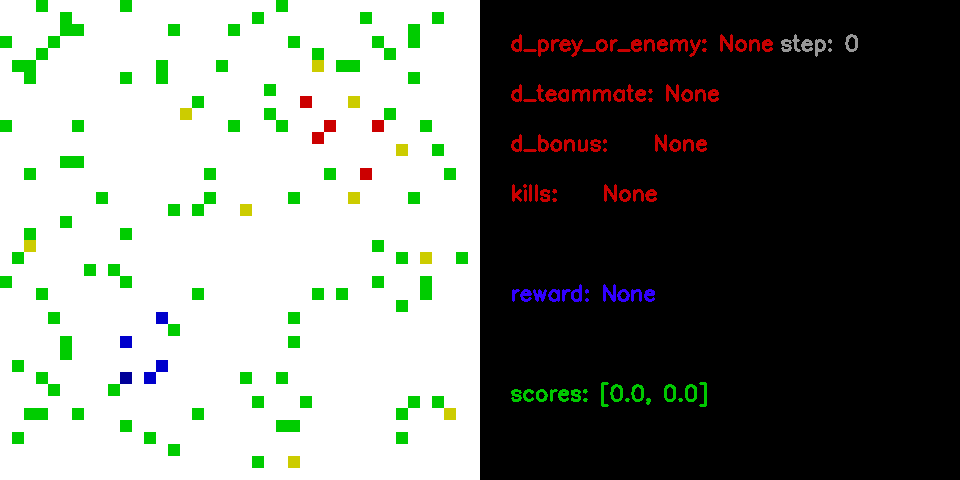 d_prey_or_enemy: None step: 0
d_teammate: None
d_bonus: None
kills: None
reward: None
scores: [0.0, 0.0]